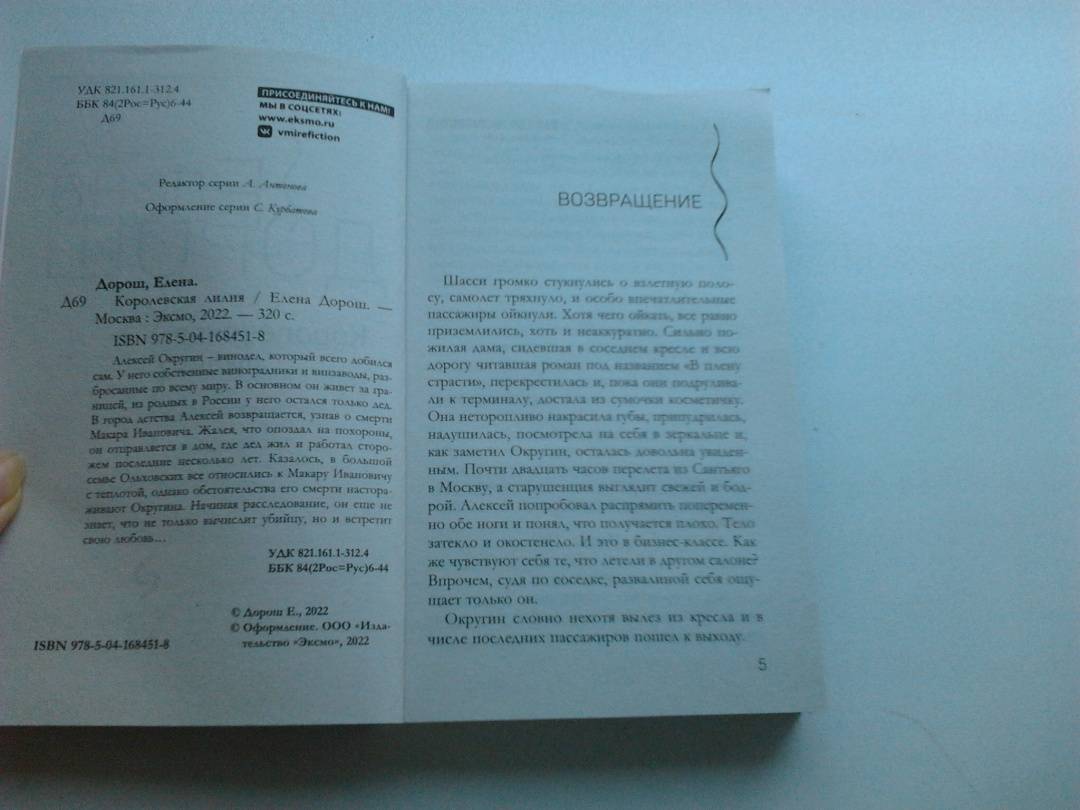 УДК 821.161.1-312.4
ББК 84(2Рос=Рус)6-44
Д69
ПРИСОЕДИНЯЙТЕСЬ К НАМ!
МЫ В СОЦСЕТЯХ:
www.eksmo.ru
vmirefiction
Редактор серии А. Антонова
Оформление серии С. Курбатова
Дорош, Елена.
Д69 Королевская лилия / Елена Дорош. —
Москва : Эксмо, 2022. — 320 с.
ISBN 978-5-04-168451-8
Алексей Округин – винодел, который всего добился
сам. У него собственные виноградники и винзаводы, раз-
бросанные по всему миру. В основном он живет за гра-
ницей, из родных в России у него остался только дед.
В город детства Алексей возвращается, узнав о смерти
Макара Ивановича. Жалея, что опоздал на похороны,
он отправляется в дом, где дед жил и работал сторо-
жем последние несколько лет. Казалось, в большой
семье Ольховских все относились к Макару Ивановичу
с теплотой, однако обстоятельства его смерти настора-
живают Округина. Начиная расследование, он еще не
знает, что не только вычислит убийцу, но и встретит
свою любовь...
УДК 821.161.1-312.4
ББК 84(2Рос=Рус)6-44
© Дорош Е., 2022
© Оформление. ООО «Изда-
тельство «Эксмо», 2022
ISBN 978-5-04-168451-8
ВОЗВРАЩЕНИЕ
Шасси громко стукнулись о взлетную поло-
су, самолет тряхнуло, и особо впечатлительные
пассажиры ойкнули. Хотя чего ойкать, все равно
приземлились, хоть и неаккуратно. Сильно по-
жилая дама, сидевшая в соседнем кресле и всю
дорогу читавшая роман под названием «В плену
страсти», перекрестилась и, пока они подрулива-
ли к терминалу, достала из сумочки косметичку.
Она неторопливо накрасила губы, припудрилась,
надушилась, посмотрела на себя в зеркальце и,
как заметил Округин, осталась довольна увиден-
ным. Почти двадцать часов перелета из Сантьяго
в Москву, а старушенция выглядит свежей и бод-
рой. Алексей попробовал распрямить поперемен-
но обе ноги и понял, что получается плохо. Тело
затекло и окостенело. И это в бизнес-классе. Как
же чувствуют себя те, что летели в другом салоне?
Впрочем, судя по соседке, развалиной себя ощу-
щает только он.
Округин словно нехотя вылез из кресла и в
числе последних пассажиров пошел к выходу.
5